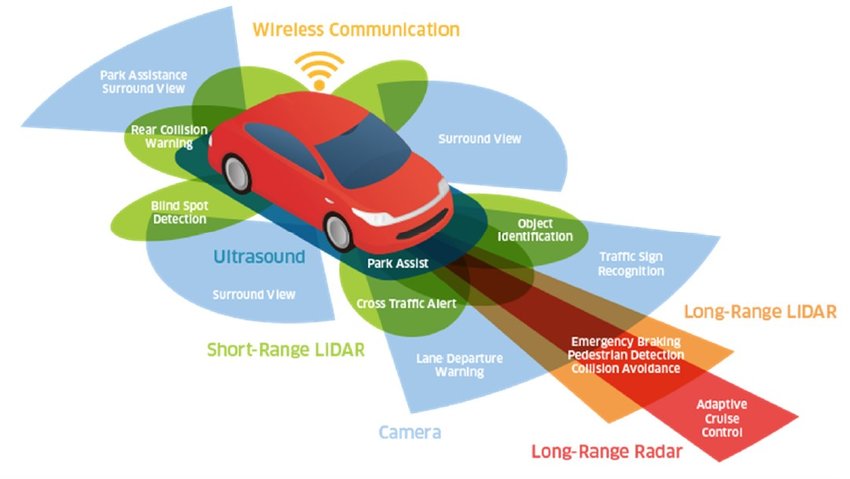 Wireless Communication
Park Assistance
Surround View
Rear Collision
Warning
Surround View
Blind Spot
Detection
Object
Identification
Ultrasound
Park Assist
Traffic Sign
Recognition
Surround View
Cross Traffic Alert
Long-Range LIDAR
Short-Range LIDAR
Emergency Braking
Pedestrian Detection
Collision Avoidance
Lane Departure
Warning
Adaptive
Cruise
Control
Camera
Long-Range Radar